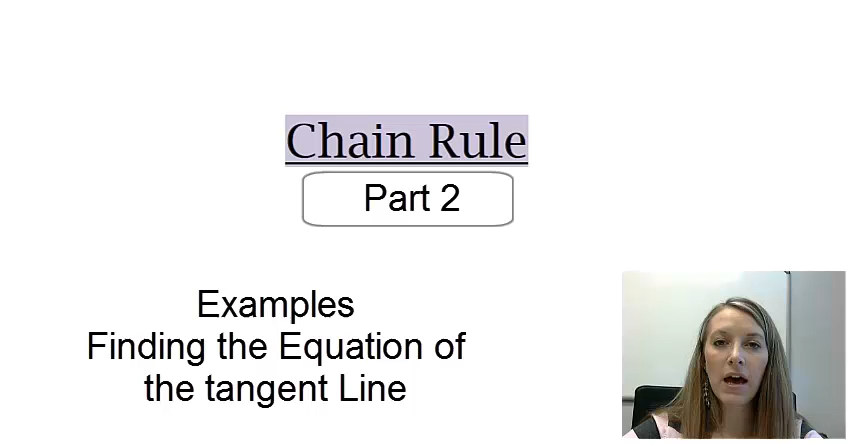 Chain Rule
Part 2
Examples
Finding the Equation of
the tangent Line